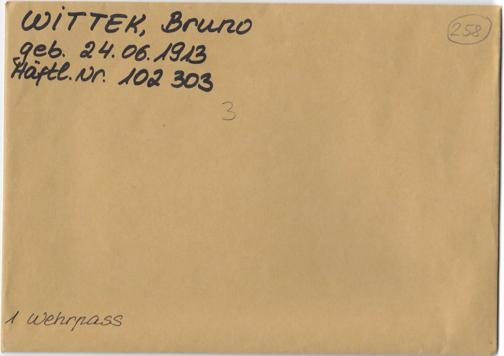 WITTEK, Bruno
geb. 24.06.1913
Häftl. Nr. 102 303
258
3
1 Wehrpass